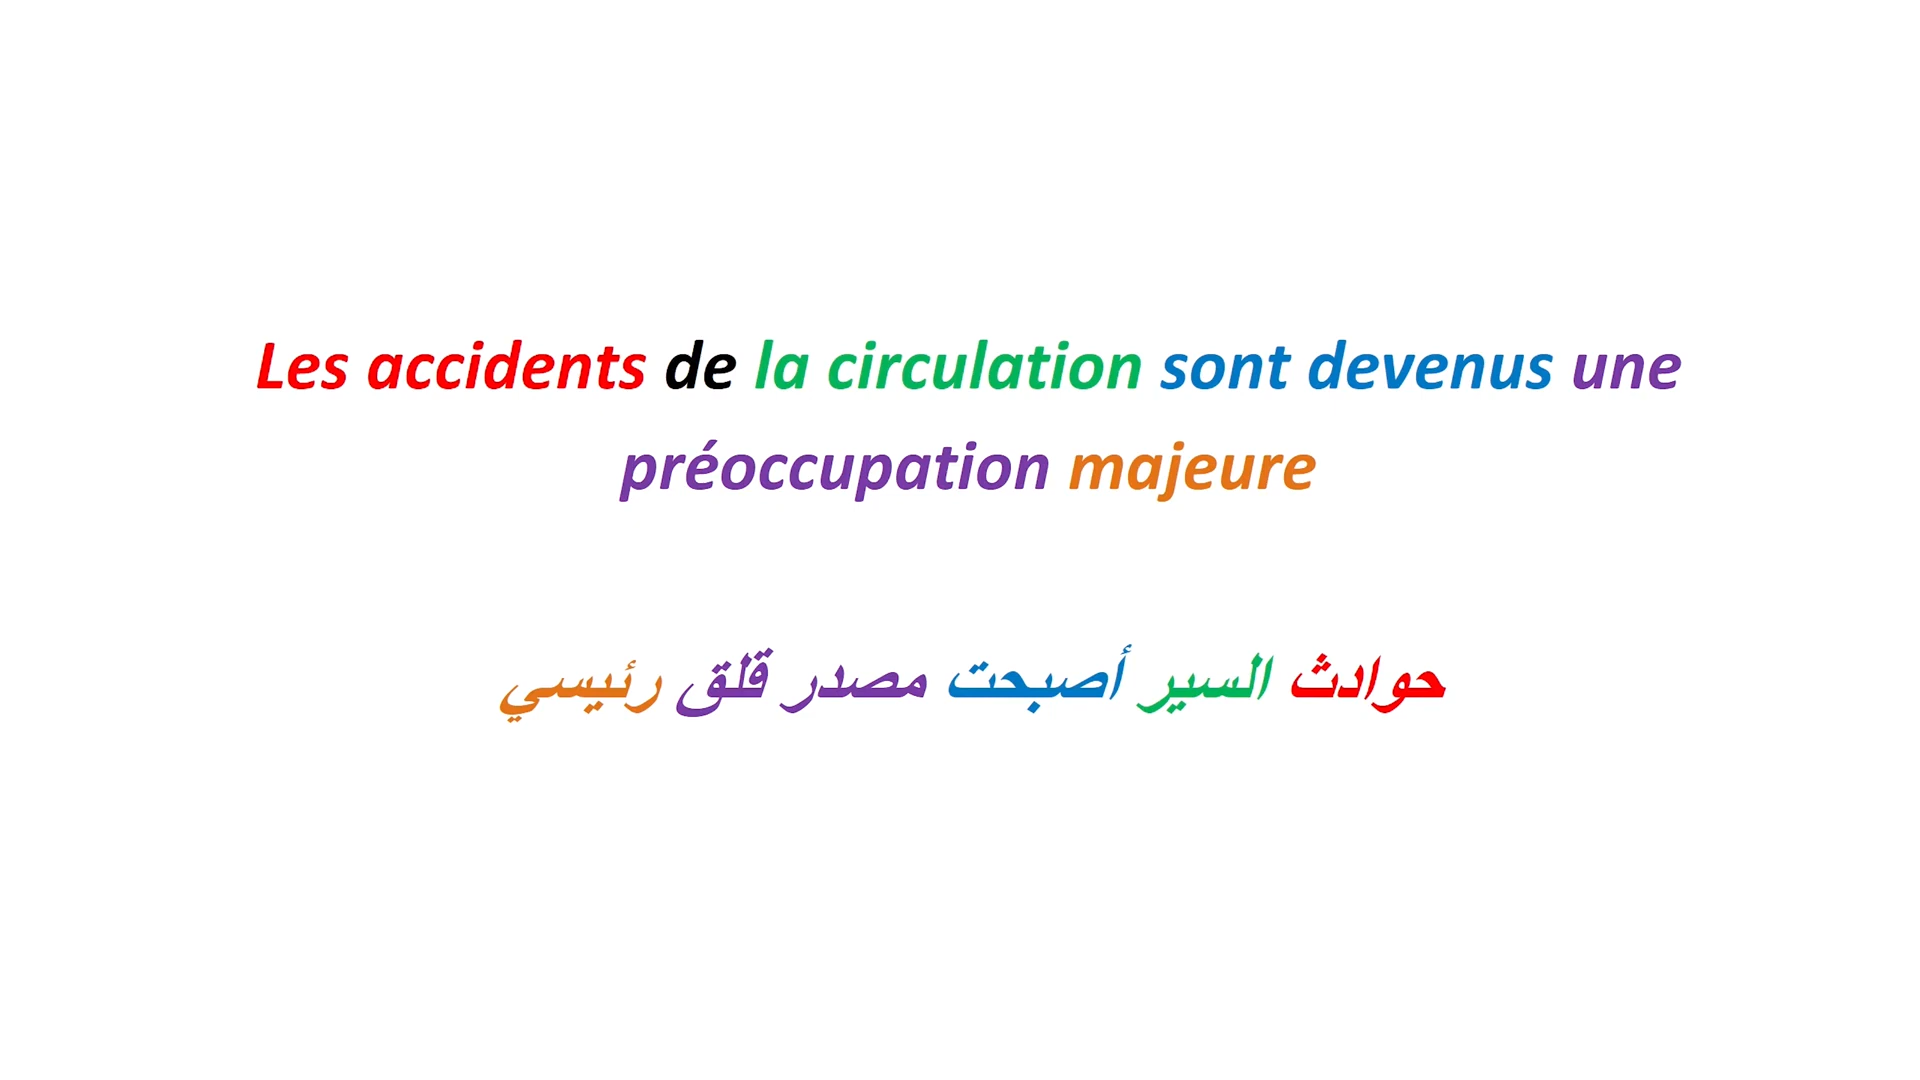 Les accidents de la circulation sont devenus une
préoccupation majeure
حوادث السير أصبحت مصدر قلق رئيسي